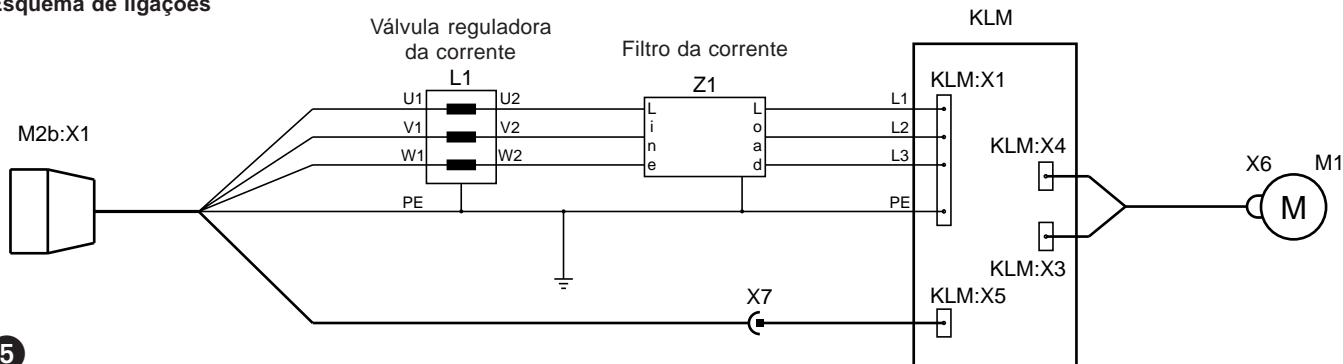 Esquema de ligações
KLM
Válvula reguladora
da corrente
Filtro da corrente
L1
Z1
KLM:X1
U1
U2
Line
Load
L1
M2b:X1
V1
V2
L2
KLM:X4
W1
W2
L3
X6
M1
PE
PE
M
KLM:X3
X7
KLM:X5
5